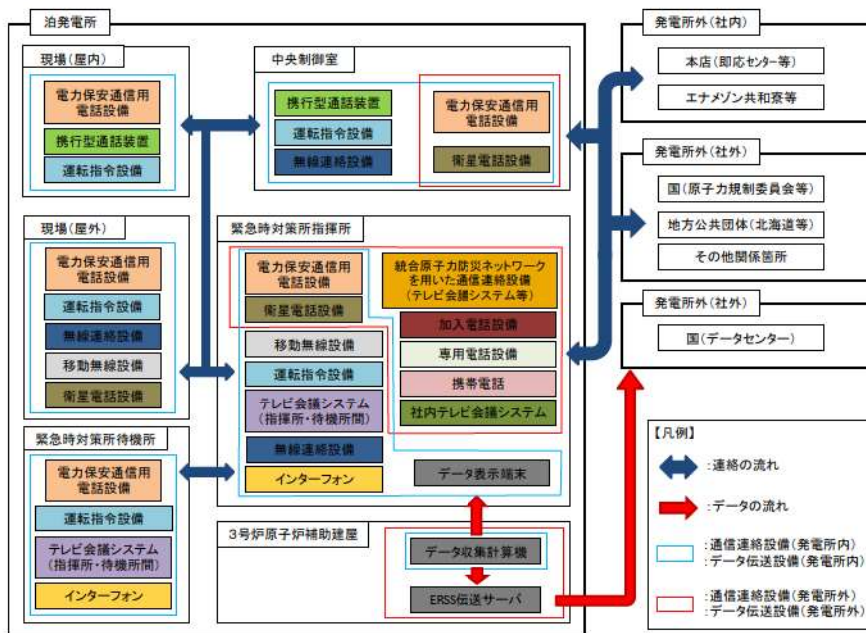 泊発電所
現場(屋内)
電力保安通信用
電話設備
携行型通話装置
運転指令設備
中央制御室
携行型通話装置
運転指令設備
無線連絡設備
電力保安通信用
電話設備
衛星電話設備
現場(屋外)
電力保安通信用
電話設備
運転指令設備
無線連絡設備
移動無線設備
衛星電話設備
緊急時対策所指揮所
電力保安通信用
電話設備
衛星電話設備
移動無線設備
運転指令設備
テレビ会議システム
(指揮所・待機所間)
無線連絡設備
インターフォン
統合原子力防災ネットワーク
を用いた通信連絡設備
(テレビ会議システム等)
加入電話設備
専用電話設備
携帯電話
社内テレビ会議システム
データ表示端末
緊急時対策所待機所
電力保安通信用
電話設備
運転指令設備
テレビ会議システム
(指揮所・待機所間)
インターフォン
3号炉原子炉補助建屋
データ収集計算機
ERSS伝送サーバ
発電所外(社内)
本店(即応センター等)
エナメゾン共和寮等
発電所外(社外)
国(原子力規制委員会等)
地方公共団体(北海道等)
その他関係箇所
発電所外(社外)
国(データセンター)
【凡例】
:連絡の流れ
:データの流れ
:通信連絡設備(発電所内)
:データ伝送設備(発電所内)
:通信連絡設備(発電所外)
:データ伝送設備(発電所外)